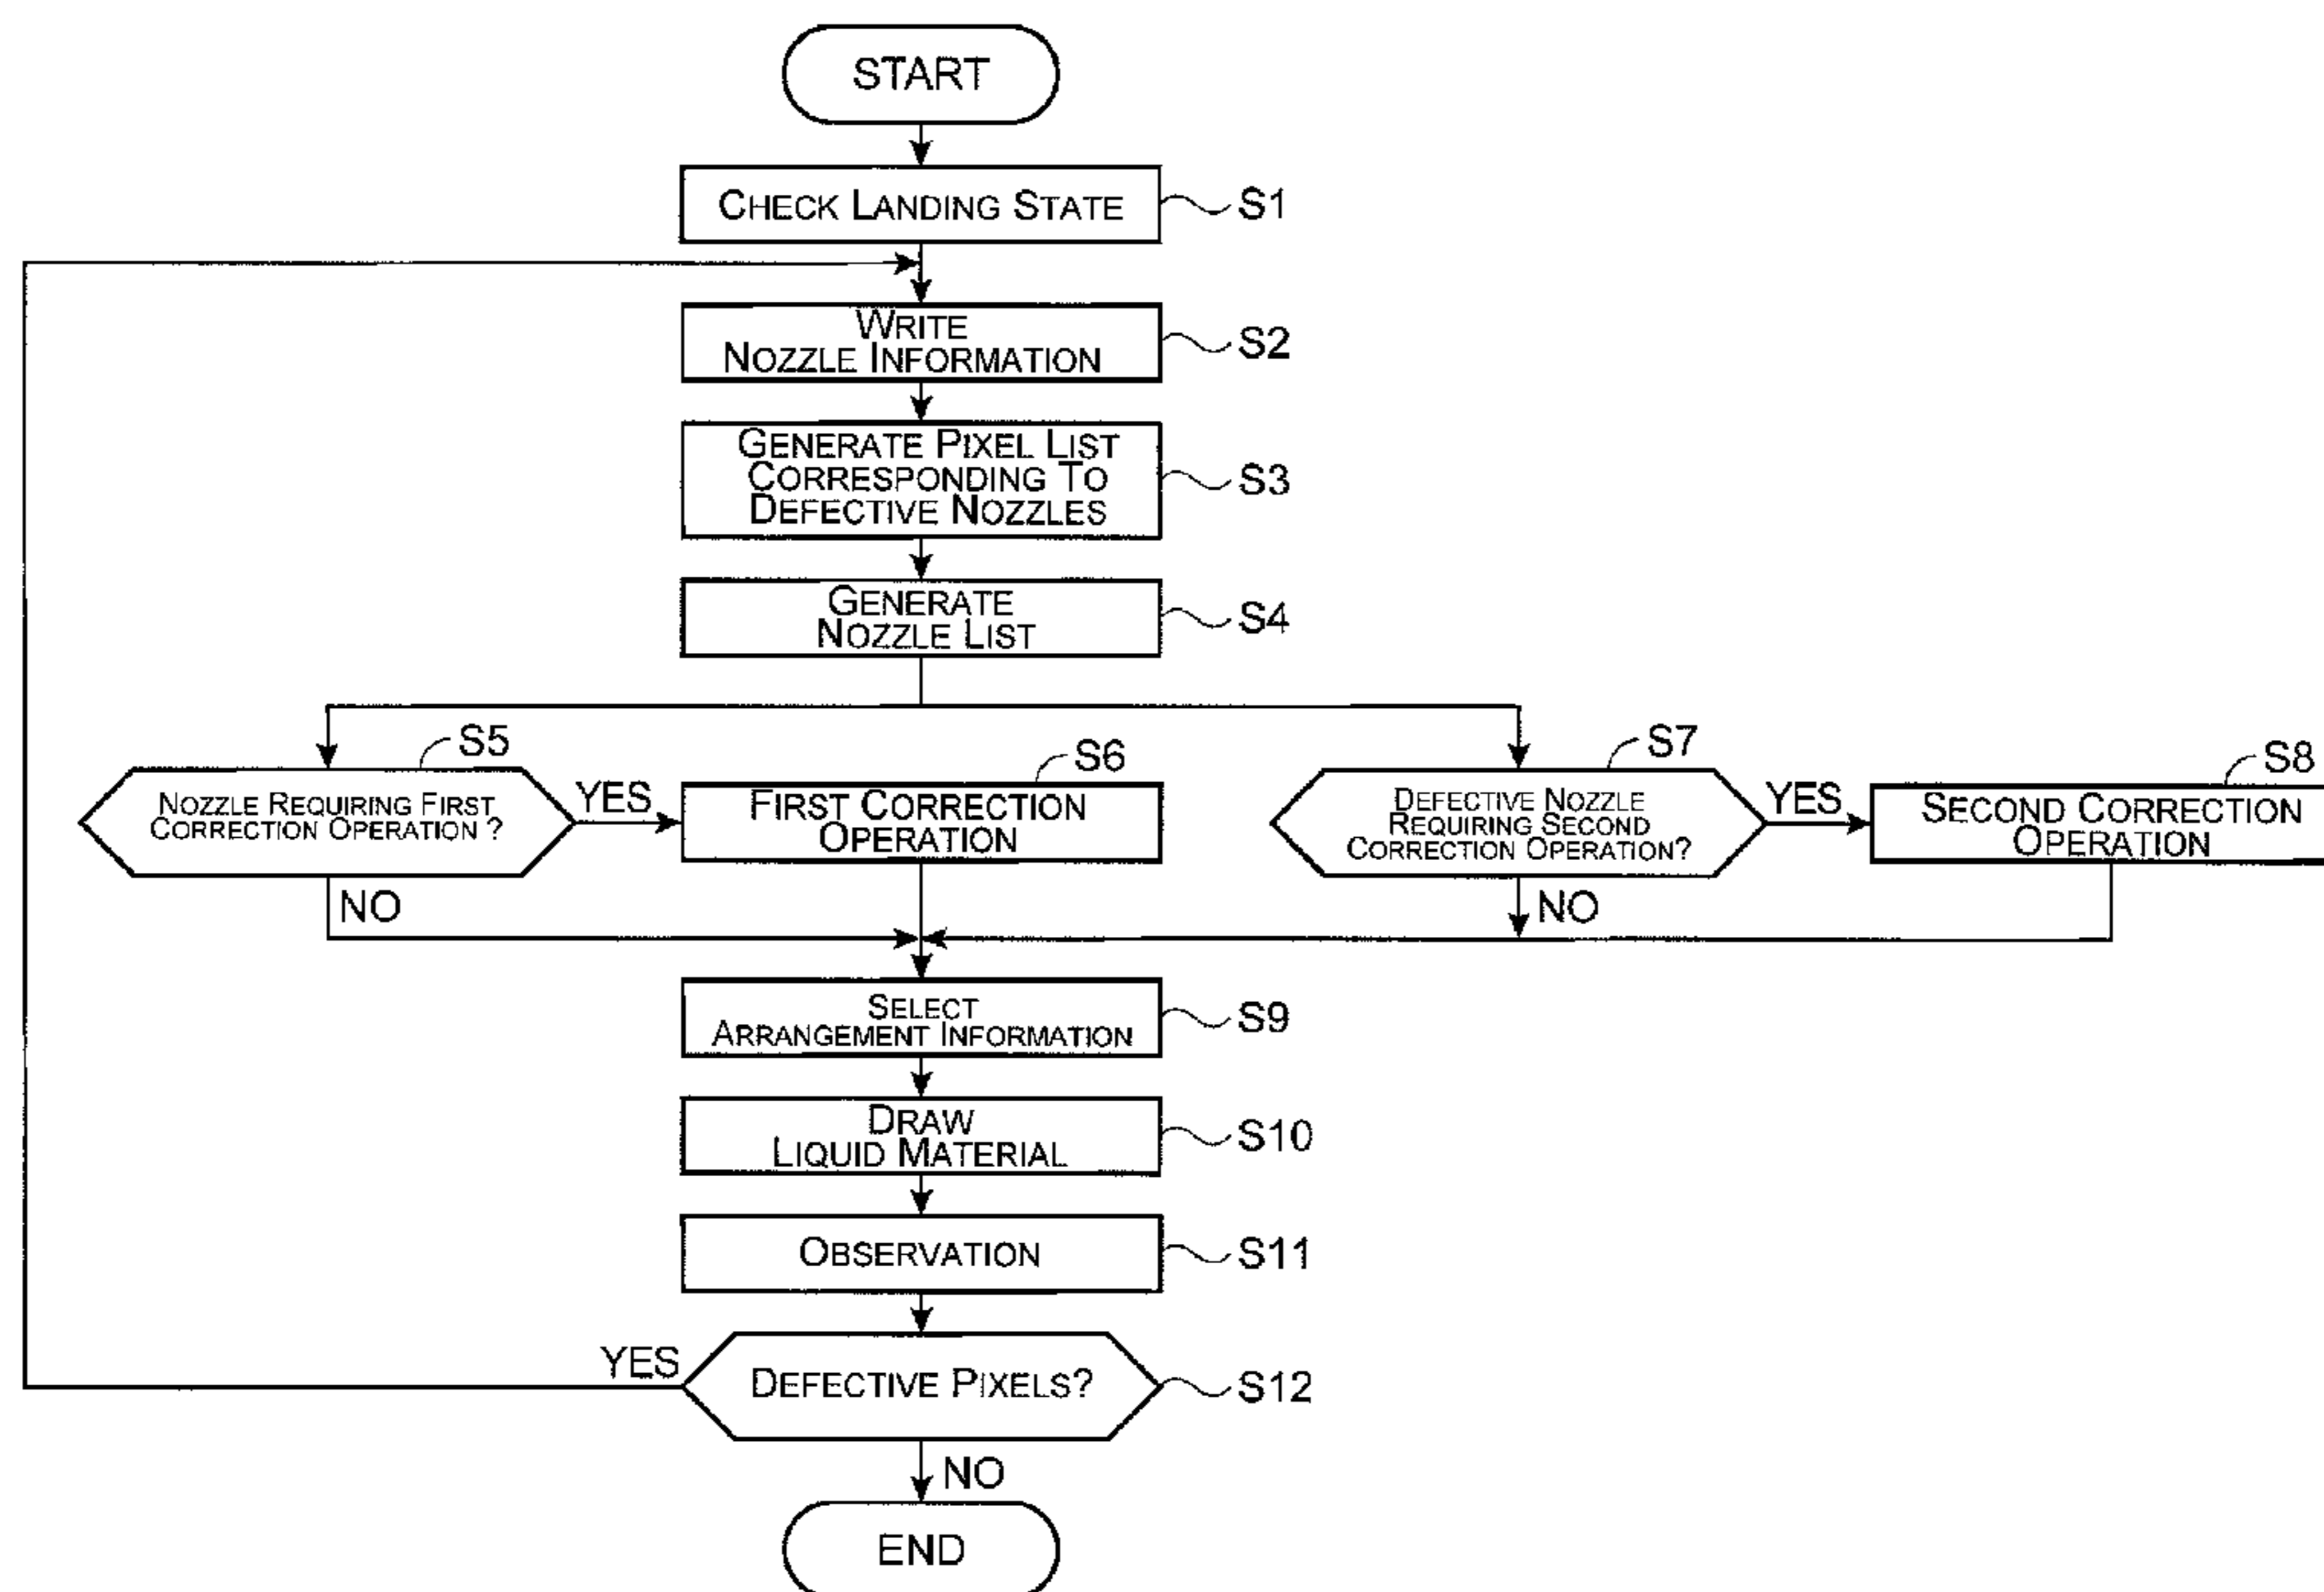 START
CHECK LANDING STATE
S1
WRITE
NOZZLE INFORMATION
S2
GENERATE PIXEL LIST
CORRESPONDING TO
DEFECTIVE NOZZLES
S3
GENERATE
NOZZLE LIST
S4
S5
NOZZLE REQUIRING FIRST
CORRECTION OPERATION ?
YES
NO
S6
FIRST CORRECTION
OPERATION
S7
DEFECTIVE NOZZLE
REQUIRING SECOND
CORRECTION OPERATION?
YES
NO
S8
SECOND CORRECTION
OPERATION
SELECT
ARRANGEMENT INFORMATION
S9
DRAW
LIQUID MATERIAL
S10
OBSERVATION
S11
YES
DEFECTIVE PIXELS?
S12
NO
END